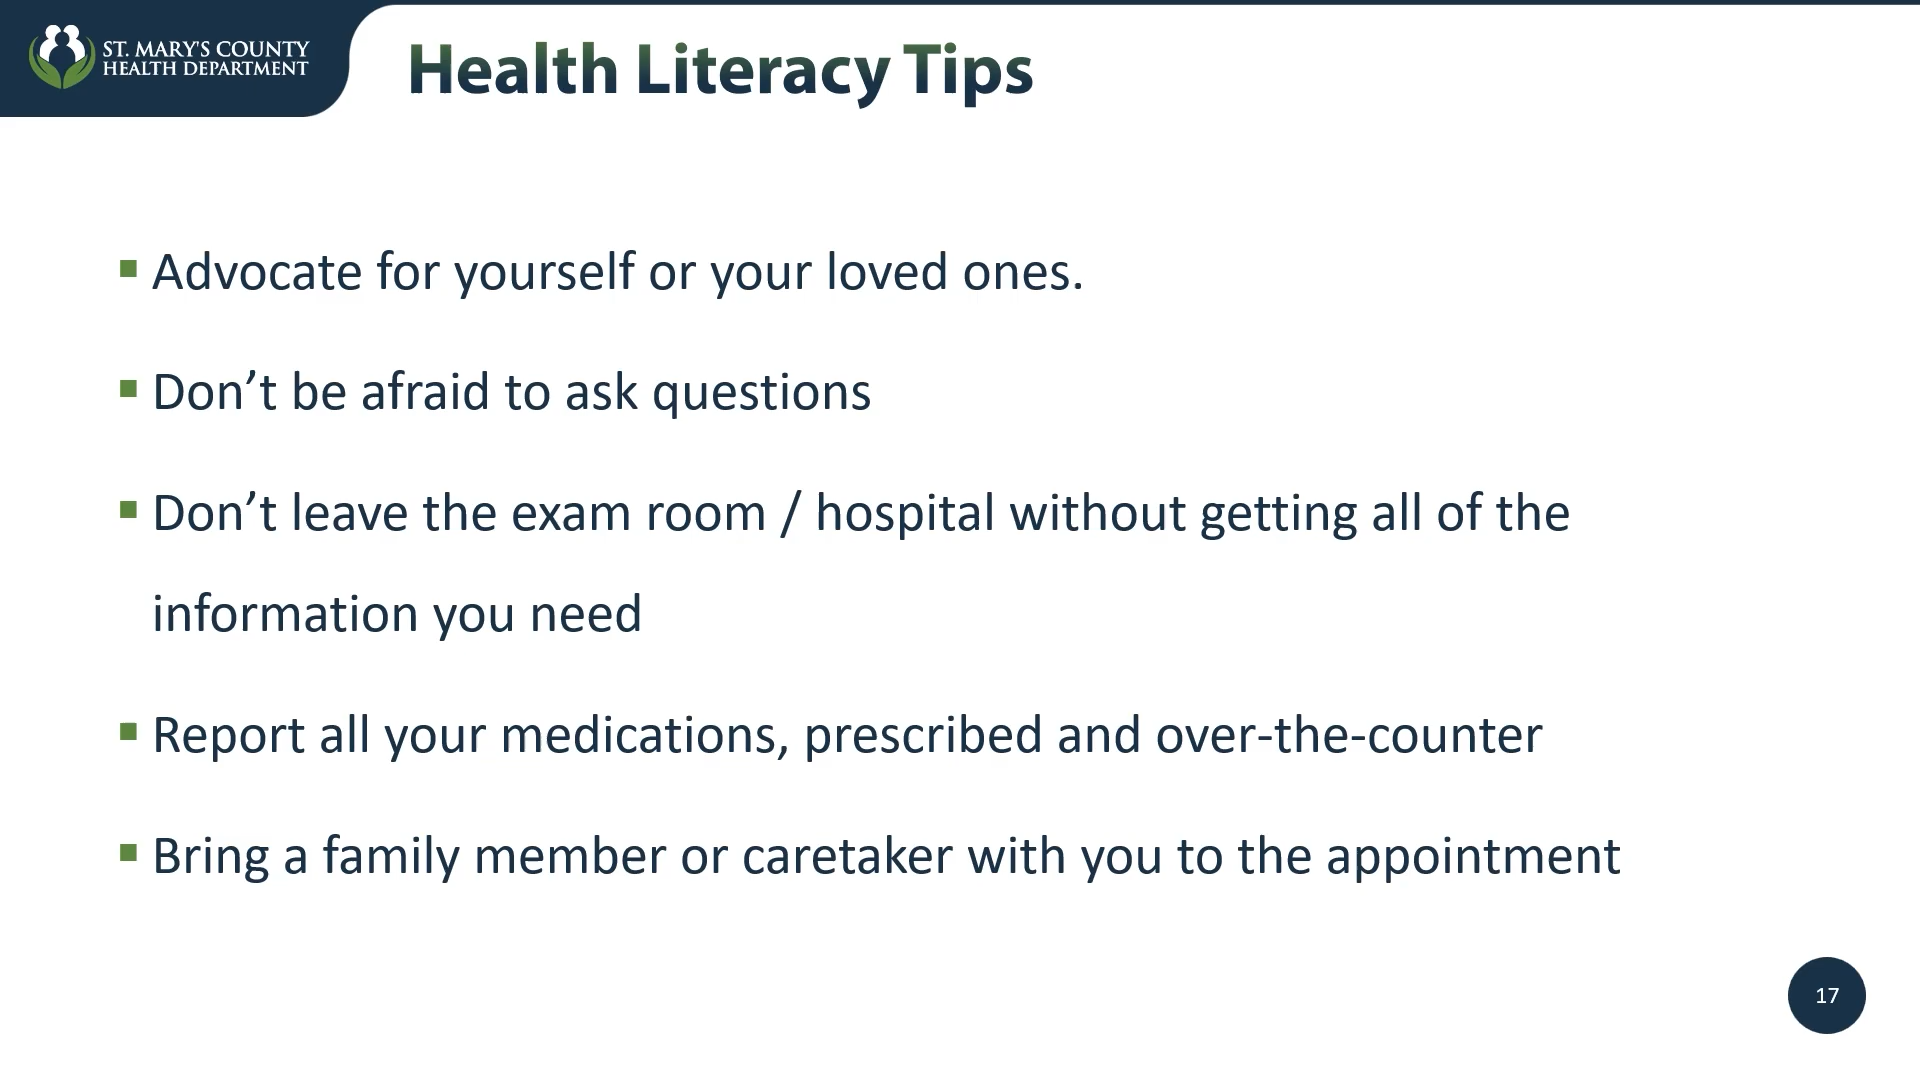 ST. MARY'S COUNTY
HEALTH DEPARTMENT
Health Literacy Tips
Advocate for yourself or your loved ones.
Don’t be afraid to ask questions
Don’t leave the exam room / hospital without getting all of the
information you need
Report all your medications, prescribed and over-the-counter
Bring a family member or caretaker with you to the appointment
17